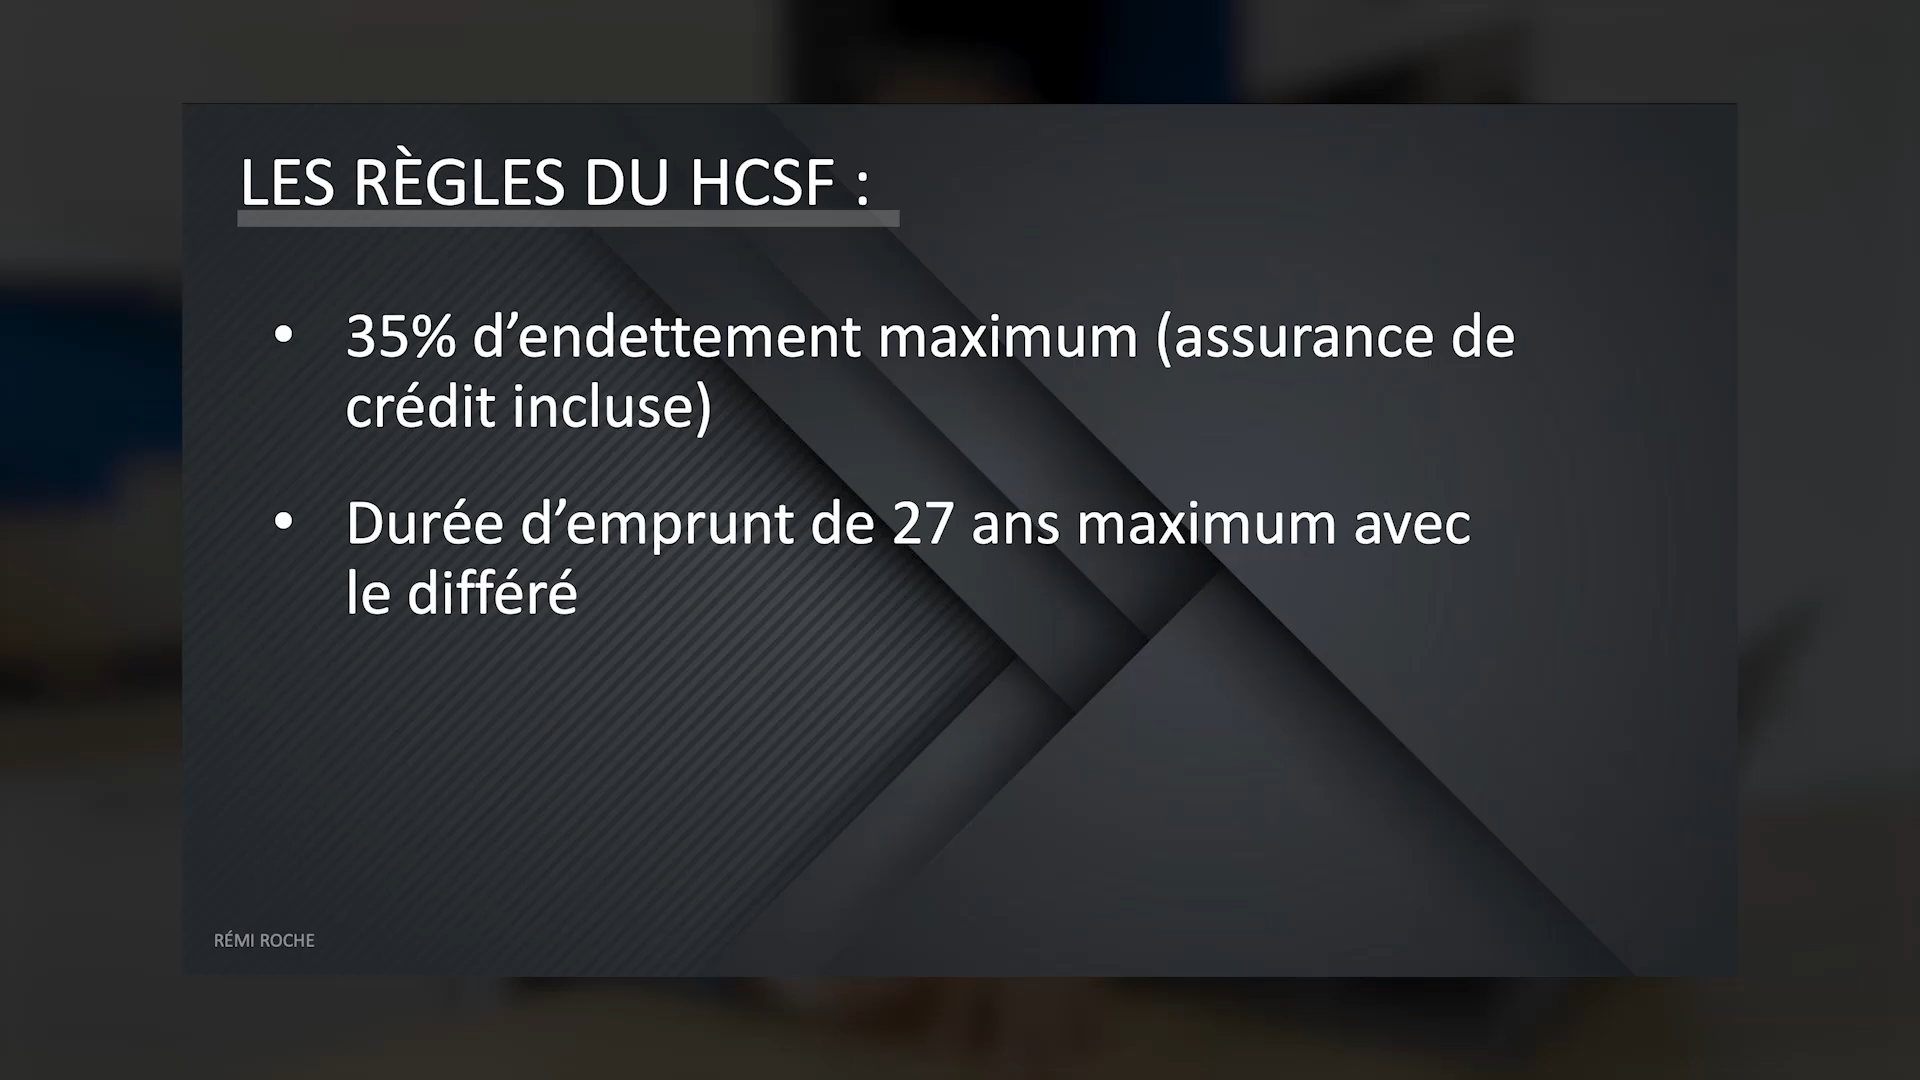 LES RÈGLES DU HCSF :
• 35% d’endettement maximum (assurance de
crédit incluse)
• Durée d’emprunt de 27 ans maximum avec
le différé
RÉMI ROCHE